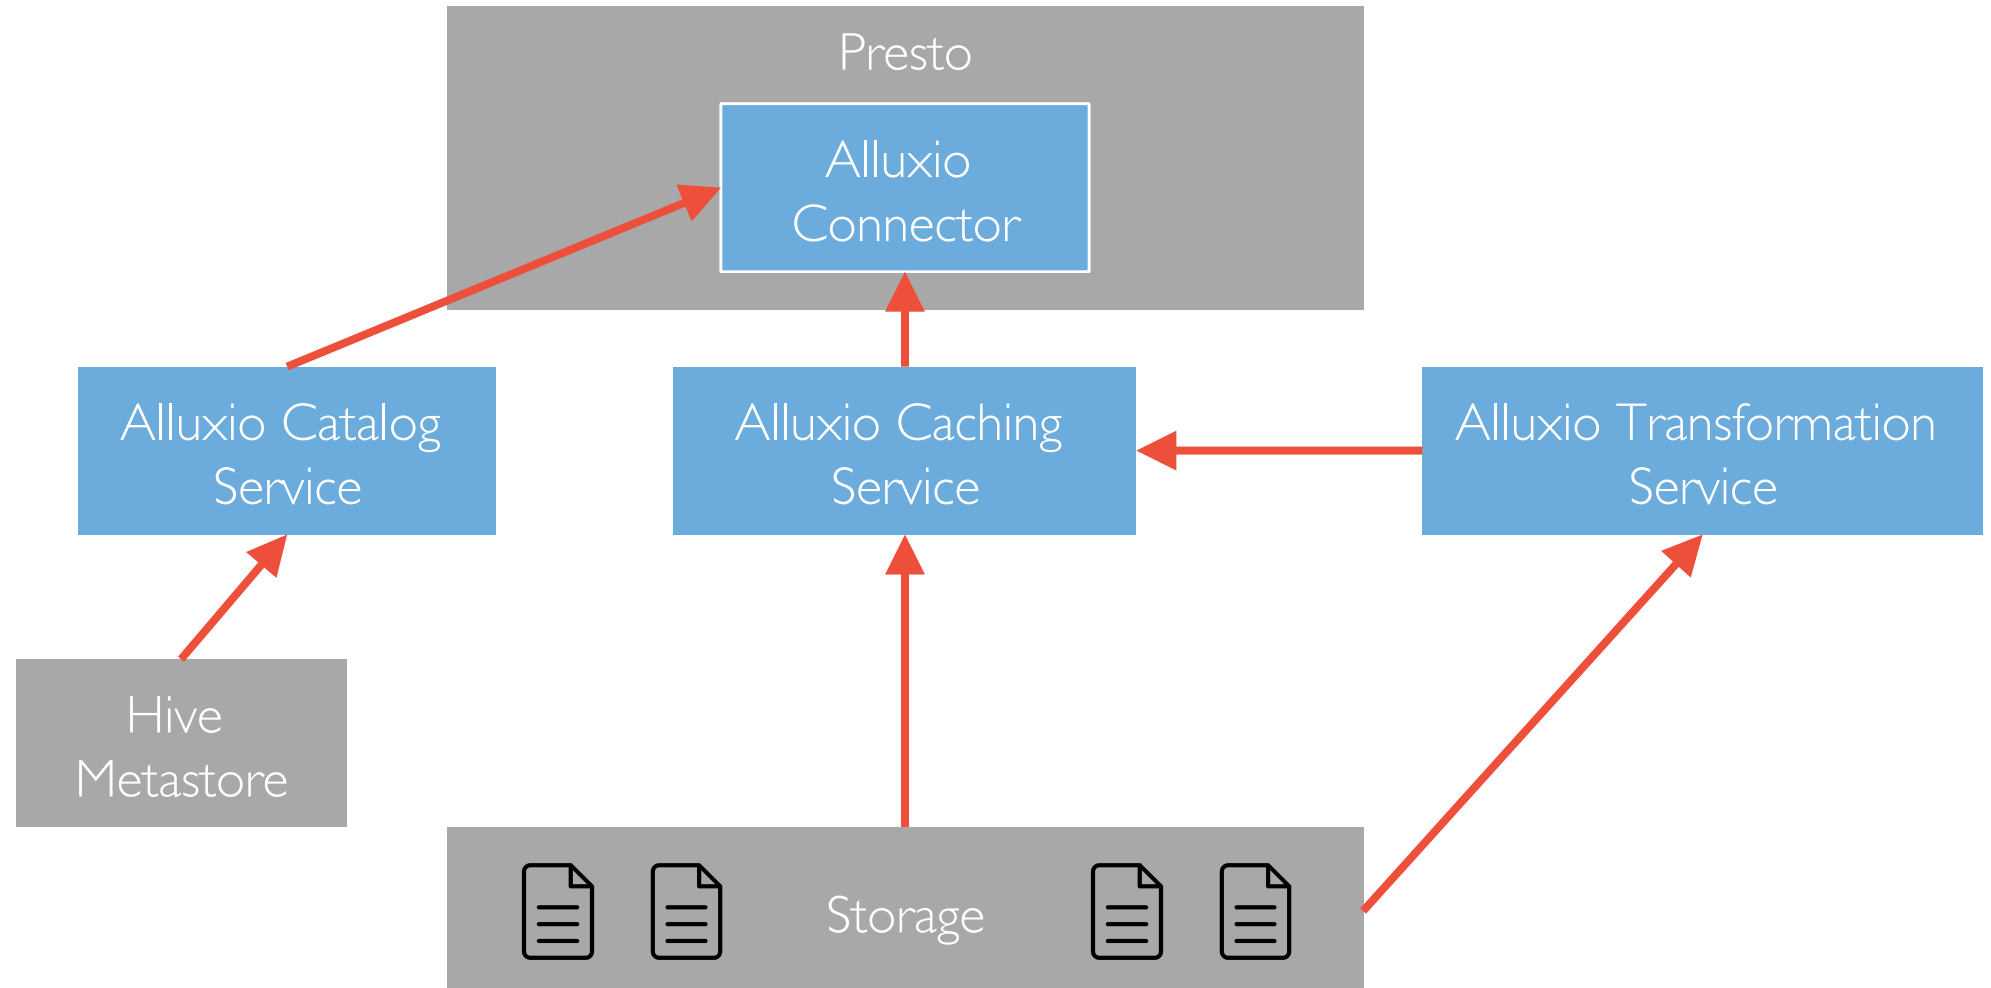 Presto
Alluxio
Connector
Alluxio Catalog
Service
Alluxio Caching
Service
Alluxio Transformation
Service
Hive
Metastore
Storage